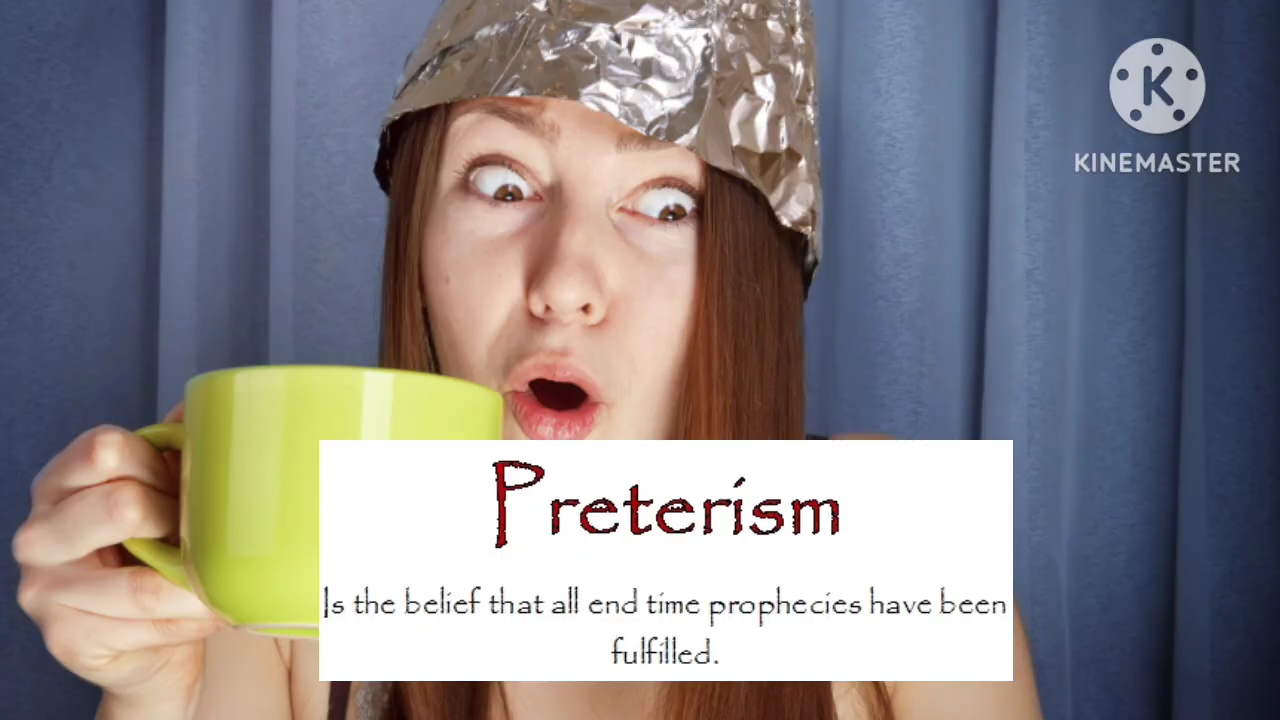 K
KINEMASTER
Preterism
Is the belief that all end time prophecies have been
fulfilled.